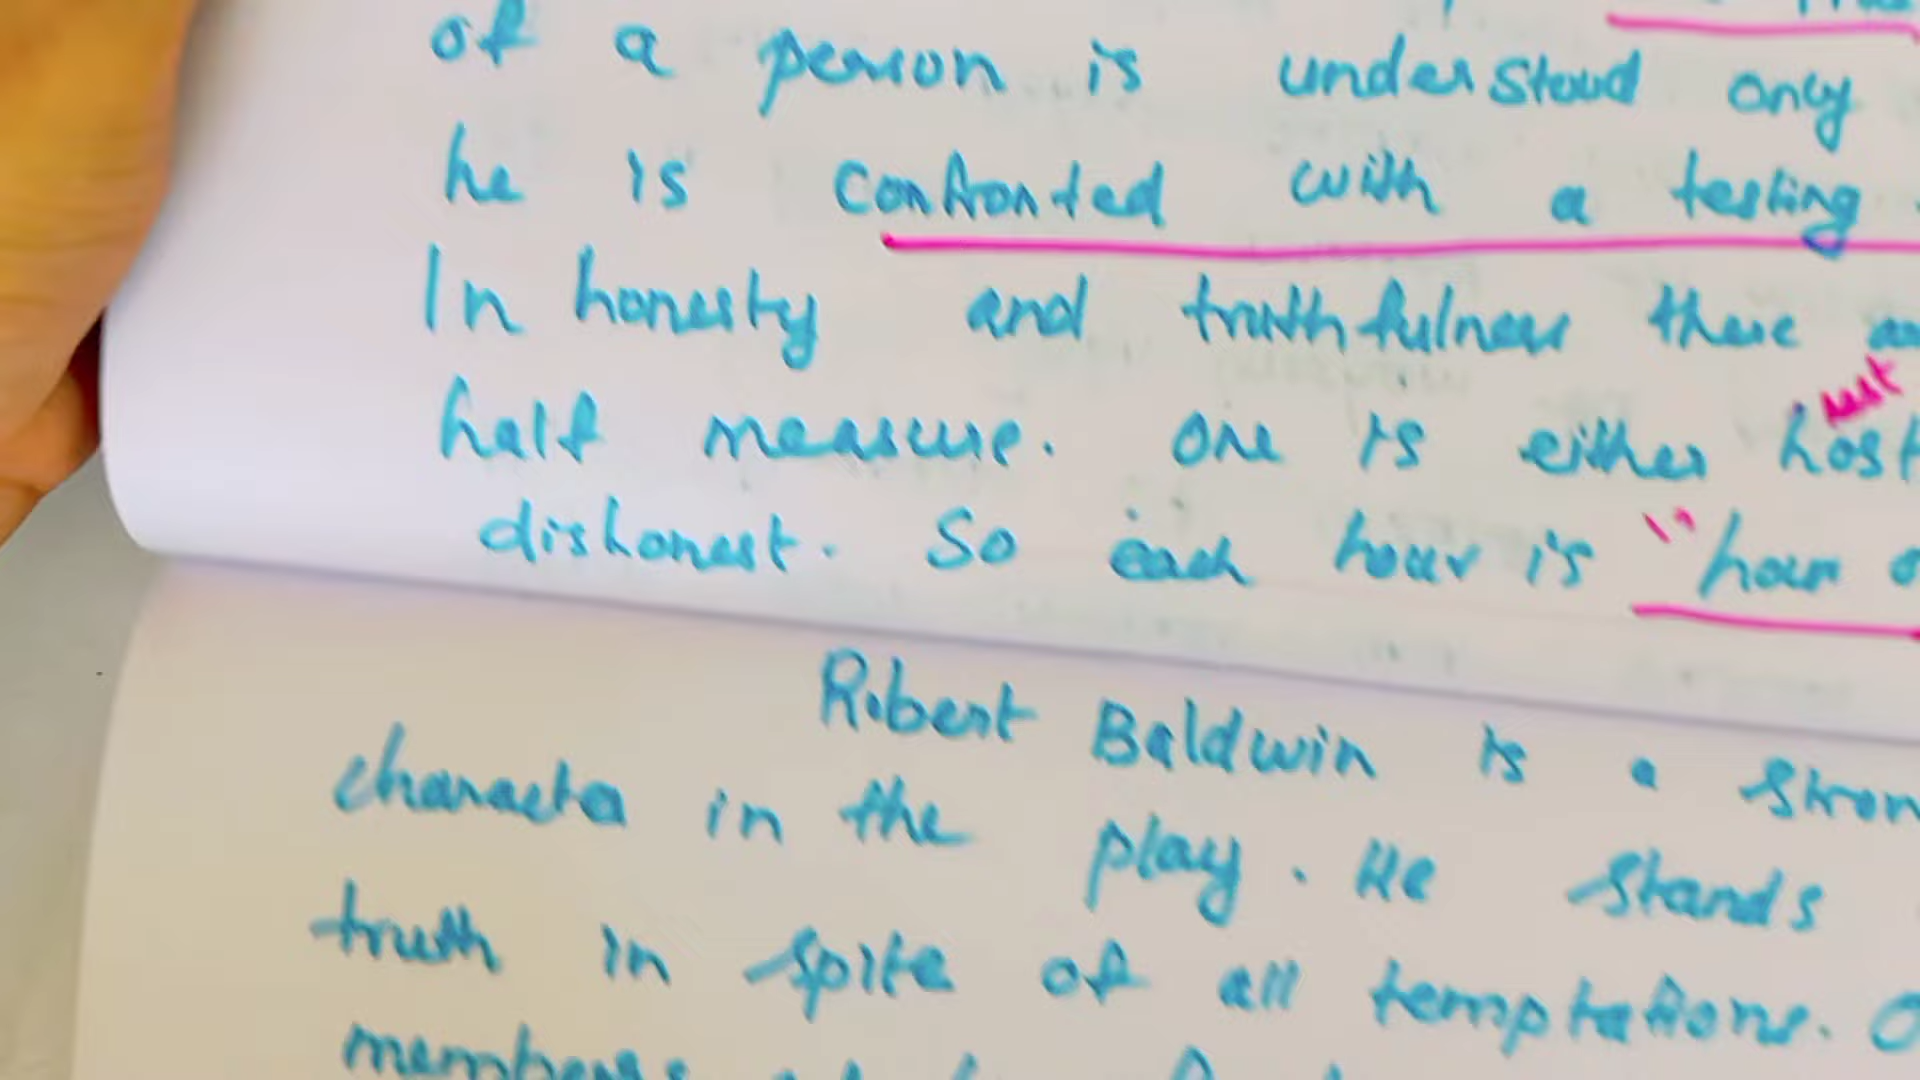 of a person is understood only
he is confronted with a testing
In honesty and truthfulness there
half measure. One is either
dishonest. So each hour is "hour
Robert Baldwin is a
character in the play. He stands
truth in spite of all temptations.
members